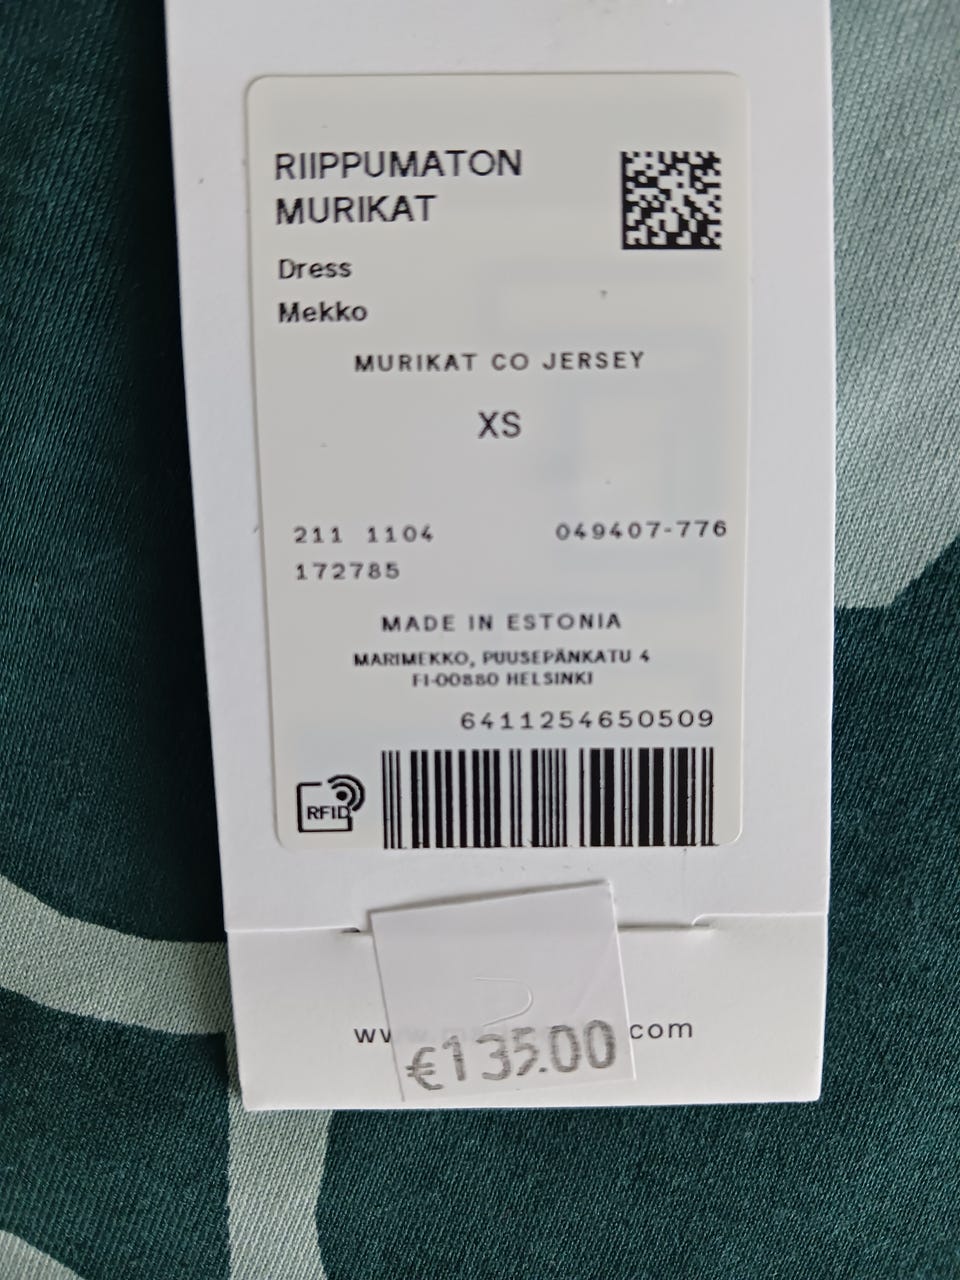 RIIPPUMATON
MURIKAT
Dress
Mekko
MURIKAT CO JERSEY
XS
211 1104 049407-776
172785
MADE IN ESTONIA
MARIMEKKO, PUUSEPÄNKATU 4
FI-00880 HELSINKI
6411254650509
RFID
com
€135.00